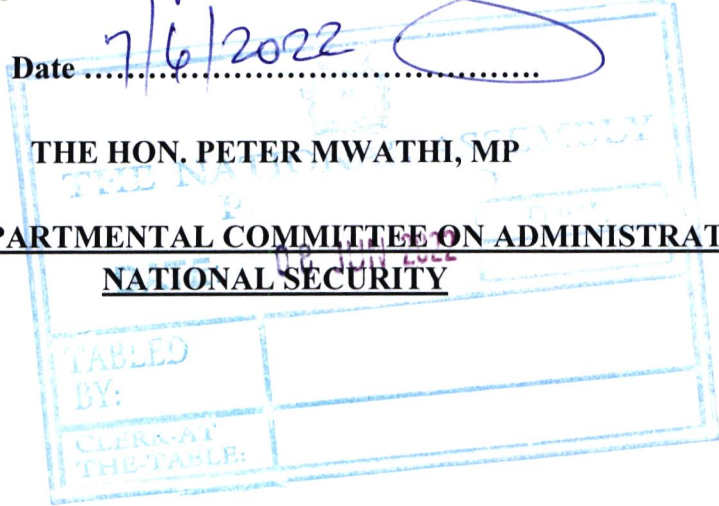 Date 7/6/2022
THE HON. PETER MWATHI, MP
THE NATIONAL ASSEMBLY
PARTMENTAL COMMITTEE ON ADMINISTRAT
DATE 08 JUN 2022
NATIONAL SECURITY
TABLED
BY:
CLERK-AT
THE-TABLE: